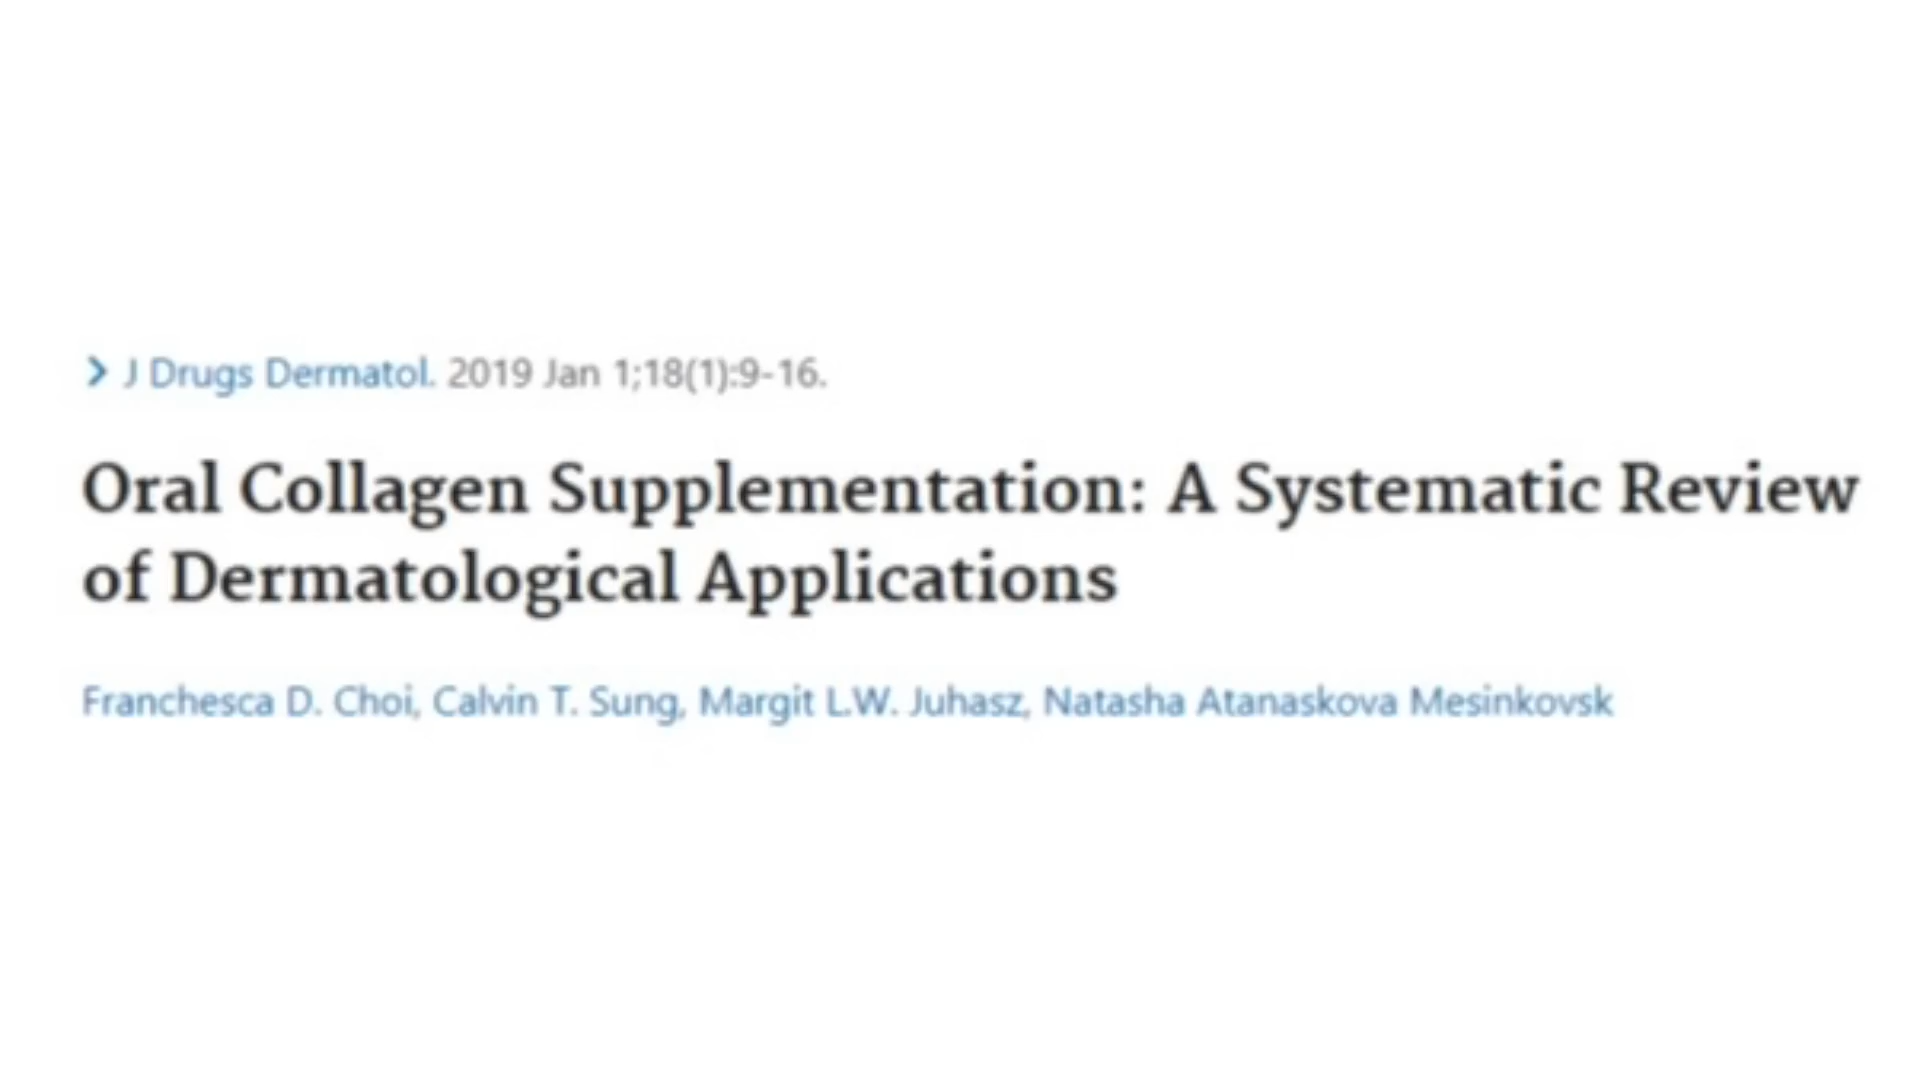 J Drugs Dermatol. 2019 Jan 1;18(1):9-16.
Oral Collagen Supplementation: A Systematic Review
of Dermatological Applications
Franchesca D. Choi, Calvin T. Sung, Margit L.W. Juhasz, Natasha Atanaskova Mesinkovsk